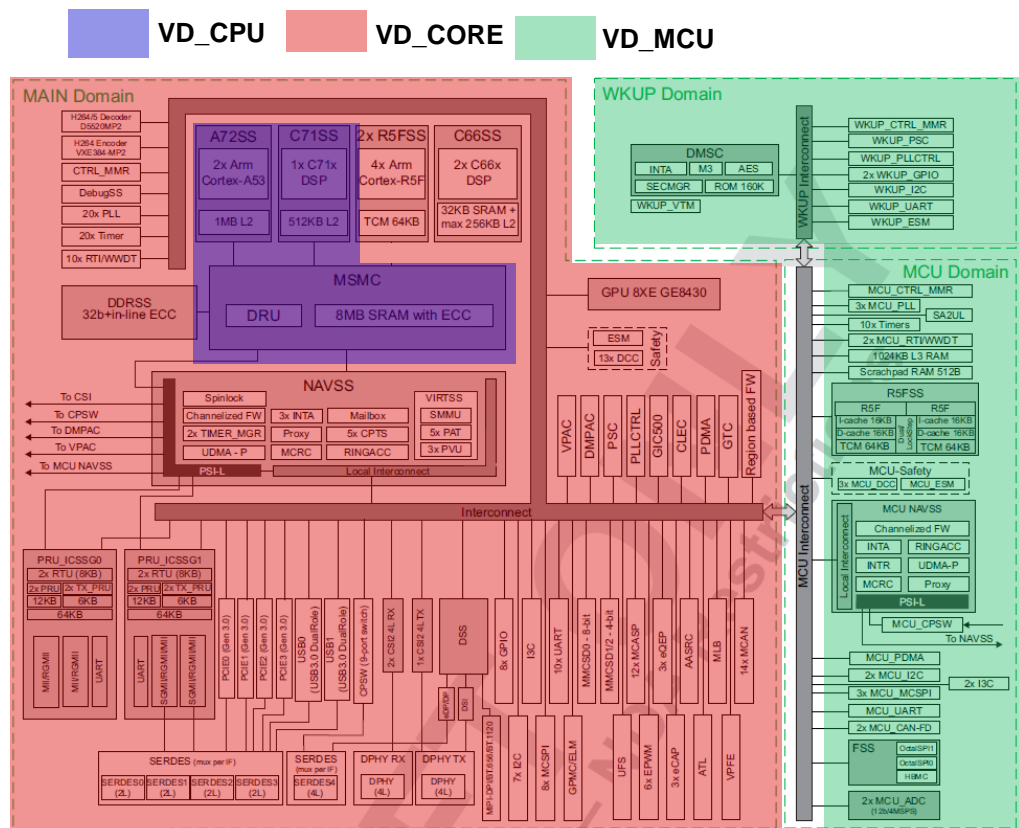 VD_CPU
VD_CORE
VD_MCU
MAIN Domain
H264/5 Decoder
D5520MP2
H264 Encoder
VXE384-MP2
CTRL_MMR
DebugSS
20x PLL
20x Timer
10x RTI/WWDT
A72SS
2x Arm
Cortex-A53
1MB L2
C71SS
1x C71x
DSP
512KB L2
2x R5FSS
4x Arm
Cortex-R5F
TCM 64KB
C66SS
2x C66x
DSP
32KB SRAM +
max 256KB L2
MSMC
DRU
8MB SRAM with ECC
DDRSS
32b+in-line ECC
GPU 8XE GE8430
ESM
13x DCC
Safety
NAVSS
Spinlock
Channelized FW
2x TIMER_MGR
UDMA - P
3x INTA
Proxy
MCRC
Mailbox
5x CPTS
RINGACC
VIRTSS
SMMU
5x PAT
3x PVU
PSI-L
Local Interconnect
To CSI
To CPSW
To DMPAC
To VPAC
To MCU NAVSS
VPAC
DMPAC
PSC
PLLCTRL
GIC500
CLEC
PDMA
GTC
Region based FW
Interconnect
PRU_ICSSG0
2x RTU (8KB)
2x PRU
2x TX_PRU
12KB
6KB
64KB
MII/RGMII
MII/RGMII
UART
PRU_ICSSG1
2x RTU (8KB)
2x PRU
2x TX_PRU
12KB
6KB
64KB
UART
SGMII/RGMII/MII
SGMII/RGMII/MII
PCIE0 (Gen 3.0)
PCIE1 (Gen 3.0)
PCIE2 (Gen 3.0)
PCIE3 (Gen 3.0)
USB0
(USB3.0 DualRole)
USB1
(USB3.0 DualRole)
CPSW (9-port switch)
2x CSI2 4L RX
1x CSI2 4L TX
DSS
eDP/DP
DSI
MIPI-DPI/BT.656/BT.1120
8x GPIO
I3C
10x UART
MMCSD0 - 8-bit
MMCSD1/2 - 4-bit
12x MCASP
3x eQEP
AASRC
MLB
14x MCAN
7x I2C
8x MCSPI
GPMC/ELM
UFS
6x EPWM
3x eCAP
ATL
VPFE
SERDES (mux per IF)
SERDES0
(2L)
SERDES1
(2L)
SERDES2
(2L)
SERDES3
(2L)
SERDES
(mux per IF)
SERDES4
(4L)
DPHY RX
DPHY
(4L)
DPHY TX
DPHY
(4L)
WKUP Domain
DMSC
INTA
M3
AES
SECMGR
ROM 160K
WKUP_VTM
WKUP Interconnect
WKUP_CTRL_MMR
WKUP_PSC
WKUP_PLLCTRL
2x WKUP_GPIO
WKUP_I2C
WKUP_UART
WKUP_ESM
MCU Domain
MCU Interconnect
MCU_CTRL_MMR
3x MCU_PLL
SA2UL
10x Timers
2x MCU_RTI/WWDT
1024KB L3 RAM
Scrachpad RAM 512B
R5FSS
R5F
R5F
I-cache 16KB
I-cache 16KB
D-cache 16KB
D-cache 16KB
TCM 64KB
TCM 64KB
Dual
LockStep
MCU-Safety
3x MCU_DCC
MCU_ESM
MCU NAVSS
Local Interconnect
Channelized FW
INTA
RINGACC
INTR
UDMA-P
MCRC
Proxy
PSI-L
MCU_CPSW
To NAVSS
MCU_PDMA
2x MCU_I2C
2x I3C
3x MCU_MCSPI
MCU_UART
2x MCU_CAN-FD
FSS
OctalSPI1
OctalSPI0
HBMC
2x MCU_ADC
(12b/4MSPS)